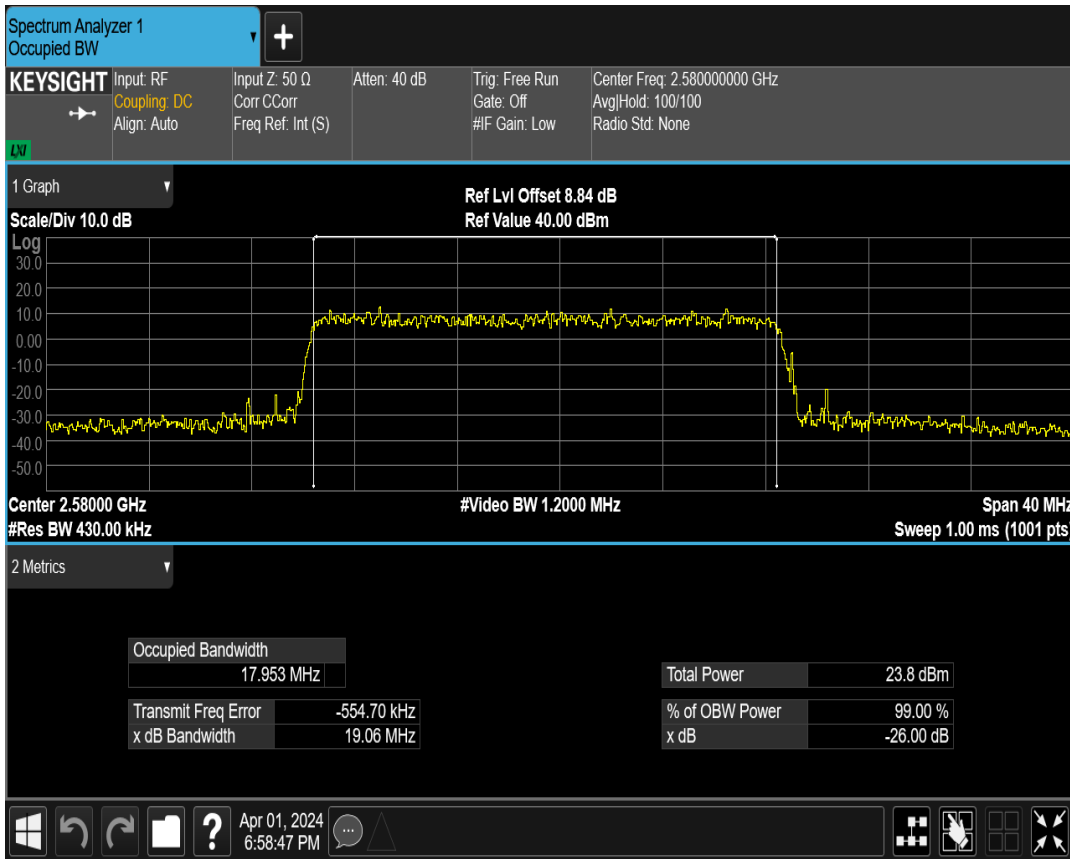 Spectrum Analyzer 1
Occupied BW
KEYSIGHT
LXI
Input: RF
Coupling: DC
Align: Auto
Input Z: 50 Ω
Corr CCorr
Freq Ref: Int (S)
Atten: 40 dB
Trig: Free Run
Gate: Off
#IF Gain: Low
Center Freq: 2.580000000 GHz
Avg|Hold: 100/100
Radio Std: None
1 Graph
Scale/Div 10.0 dB
Ref Lvl Offset 8.84 dB
Ref Value 40.00 dBm
Log
30.0
20.0
10.0
0.00
-10.0
-20.0
-30.0
-40.0
-50.0
Center 2.58000 GHz
#Res BW 430.00 kHz
#Video BW 1.2000 MHz
Span 40 MHz
Sweep 1.00 ms (1001 pts)
2 Metrics
Occupied Bandwidth
17.953 MHz
Transmit Freq Error -554.70 kHz
x dB Bandwidth 19.06 MHz
Total Power 23.8 dBm
% of OBW Power 99.00 %
x dB -26.00 dB
Apr 01, 2024
6:58:47 PM